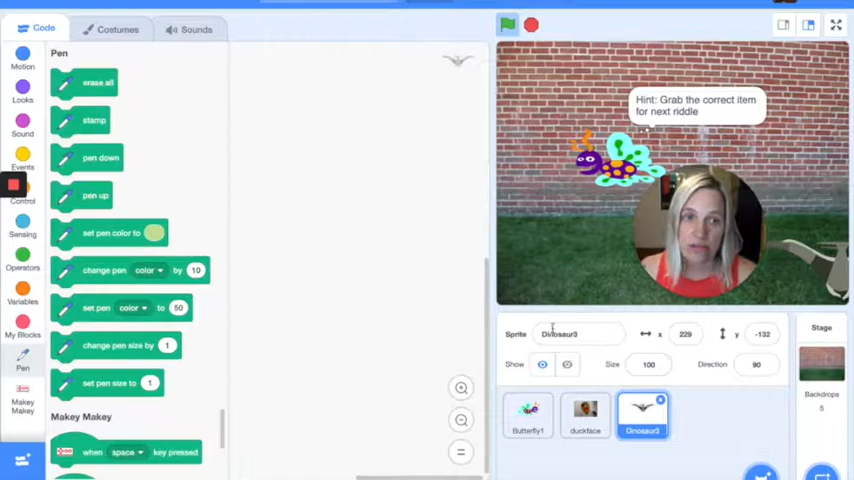 Code
Costumes
Sounds
Motion
Looks
Sound
Events
Control
Sensing
Operators
Variables
My Blocks
Pen
Makey
Makey
Pen
erase all
stamp
pen down
pen up
set pen color to
change pen color by 10
set pen color to 50
change pen size by 1
set pen size to 1
Makey Makey
when space key pressed
Hint: Grab the correct item
for next riddle
Sprite Dinosaur3 x 229 y -132
Show Size 100 Direction 90
Butterfly1
duckface
Dinosaur3
Stage
Backdrops
5